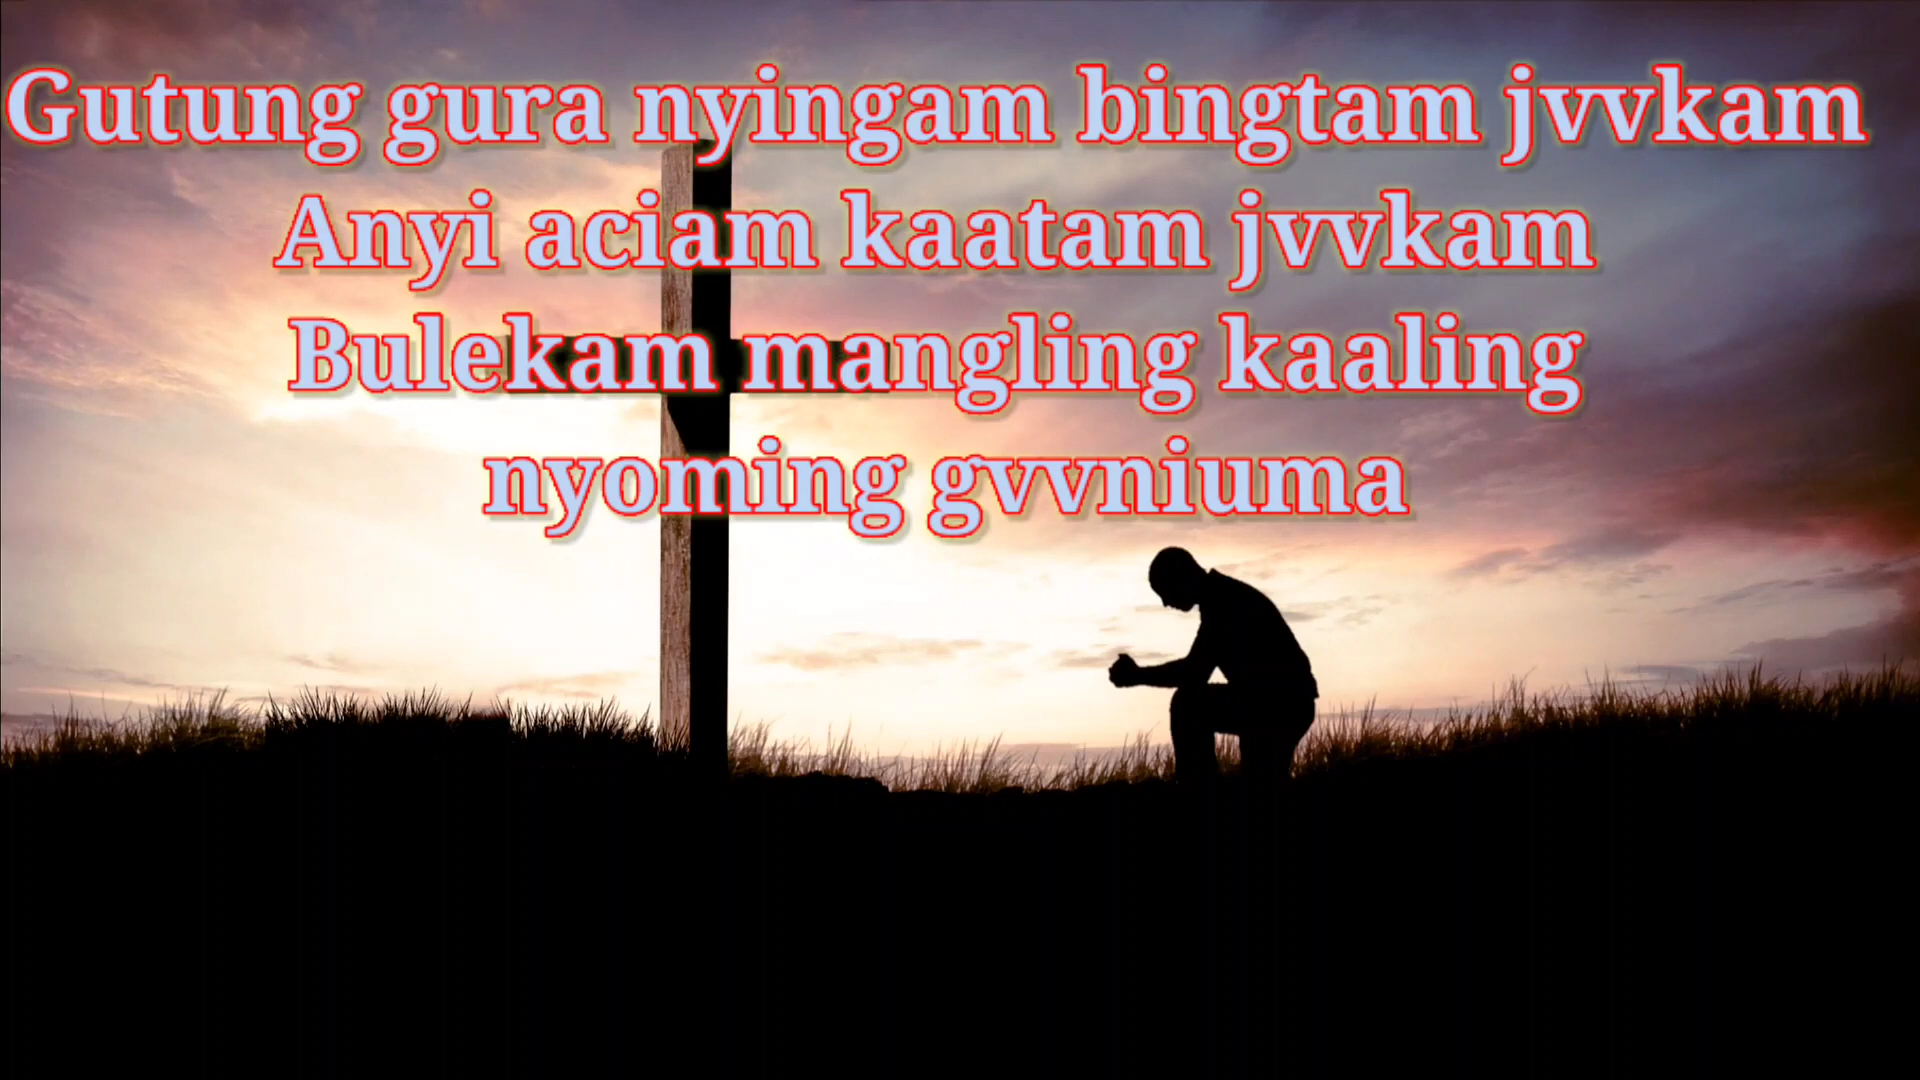 Gutung gura nyingam bingtam jvvkam
Anyi aciam kaatam jvvkam
Bulekam mangling kaaling
nyoming gvvniuma